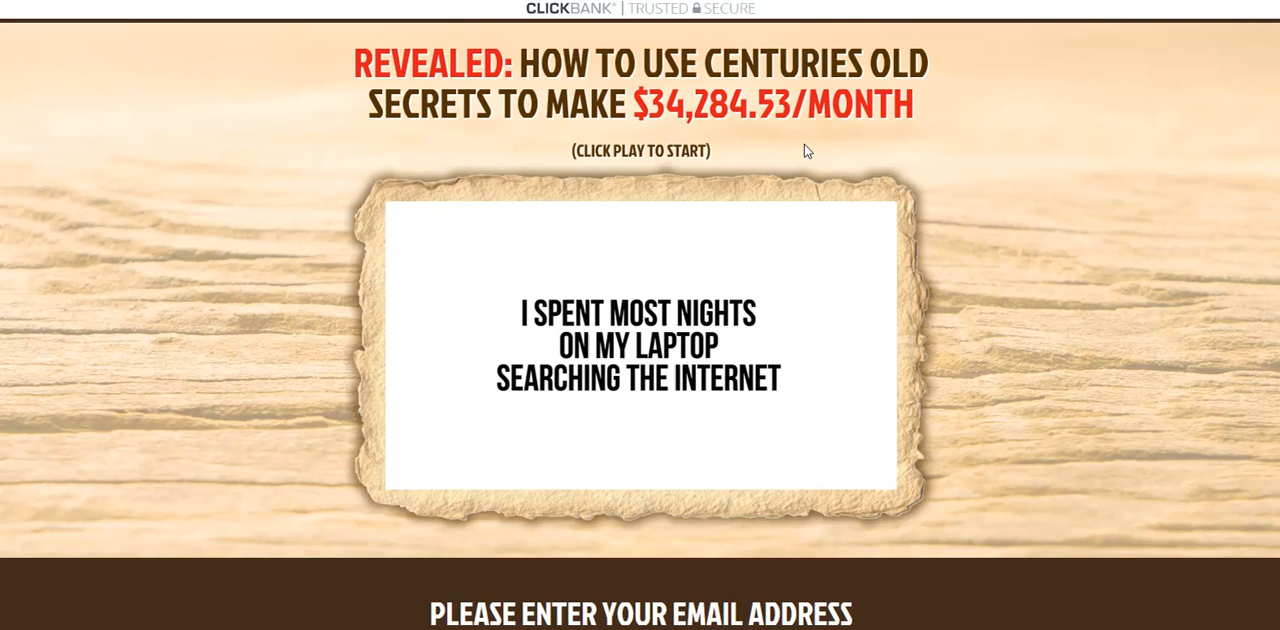 CLICKBANK® | TRUSTED SECURE
REVEALED: HOW TO USE CENTURIES OLD
SECRETS TO MAKE $34,284.53/MONTH
(CLICK PLAY TO START)
I SPENT MOST NIGHTS
ON MY LAPTOP
SEARCHING THE INTERNET
PLEASE ENTER YOUR EMAIL ADDRESS